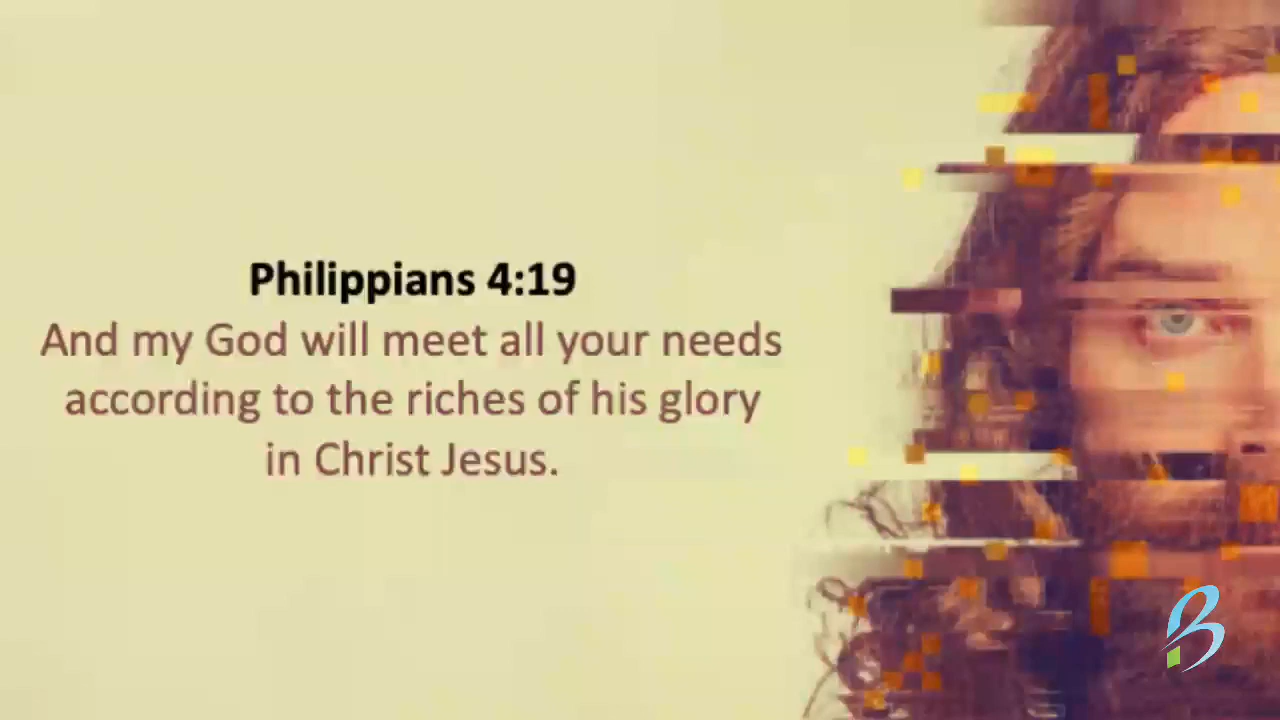 Philippians 4:19
And my God will meet all your needs
according to the riches of his glory
in Christ Jesus.